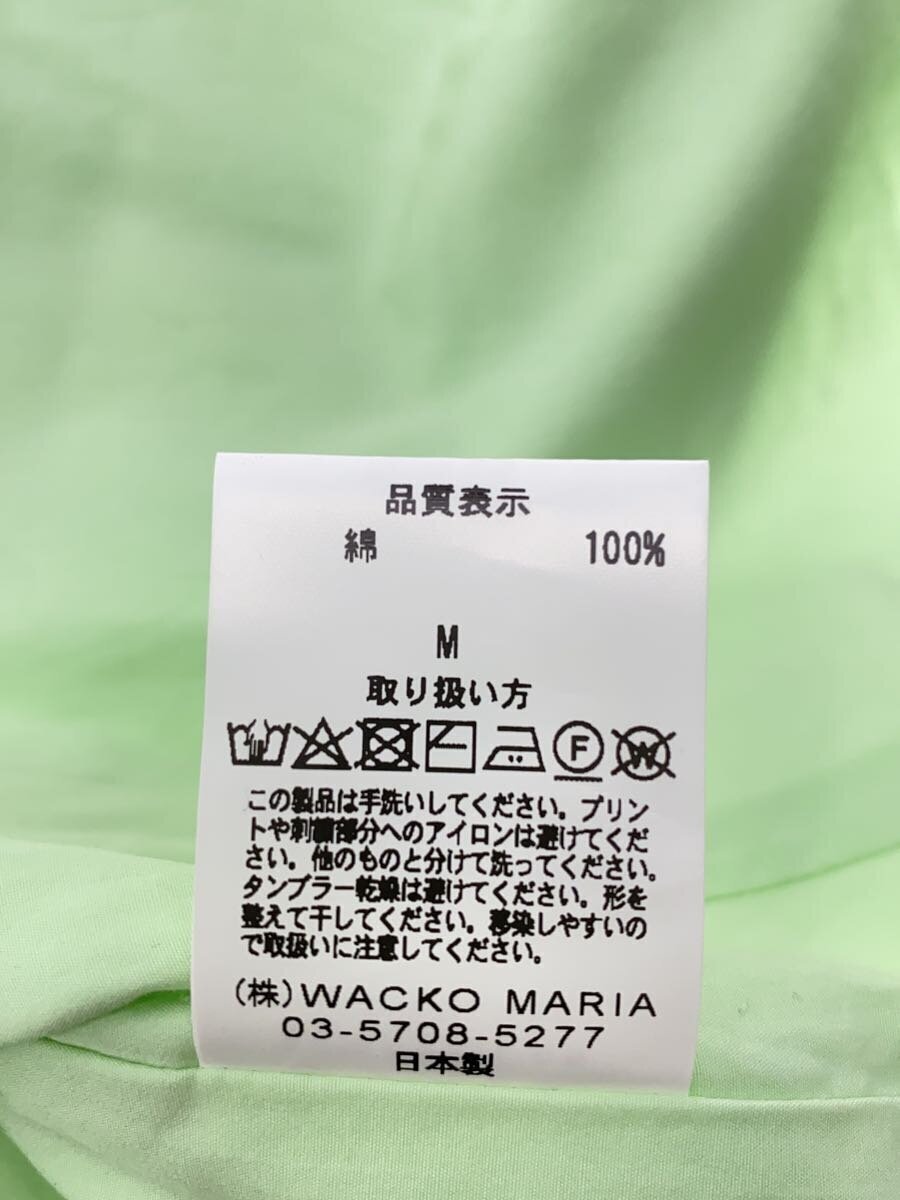 品質表示
綿 100%
M
取り扱い方
F
W
この製品は手洗いしてください。プリン
トや刺繍部分へのアイロンは避けてくだ
さい。他のものと分けて洗ってください。
タンブラー乾燥は避けてください。形を
整えて干してください。移染しやすいの
で取扱いに注意してください。
(株)WACKO MARIA
03-5708-5277
日本製